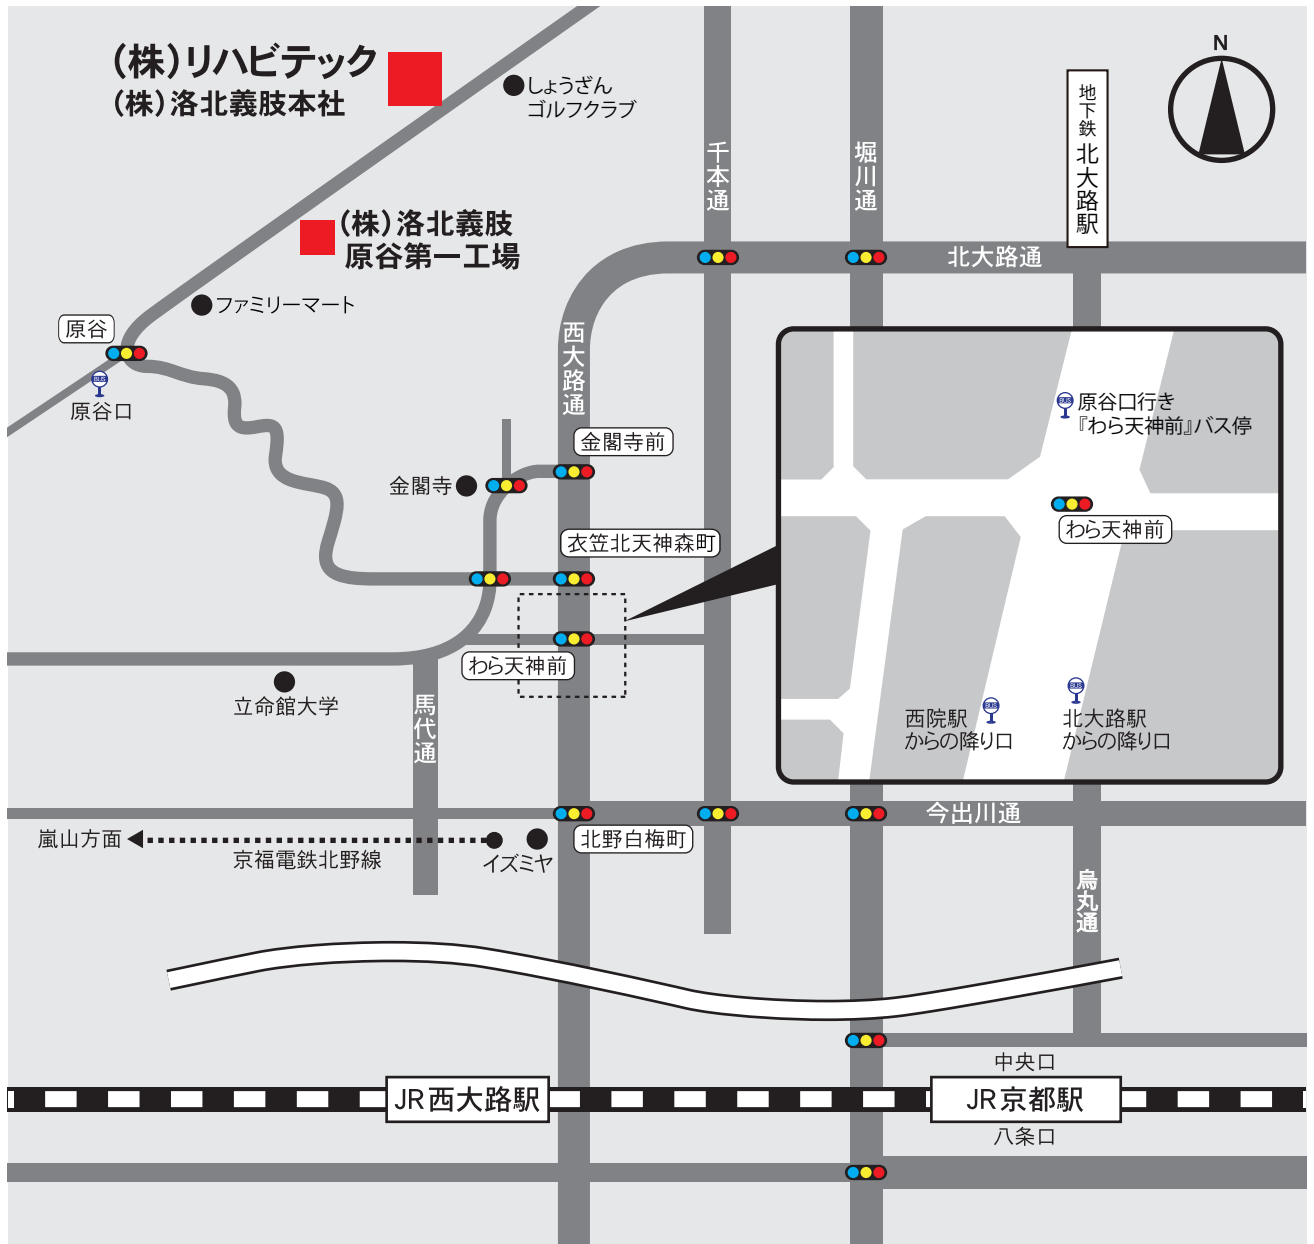 N
(株)リハビテック
(株)洛北義肢本社
しょうざん
ゴルフクラブ
地下鉄 北大路駅
千本通
堀川通
(株)洛北義肢
原谷第一工場
北大路通
ファミリーマート
原谷
BUS
原谷口
西大路通
金閣寺前
金閣寺
衣笠北天神森町
BUS
原谷口行き
『わら天神前』バス停
わら天神前
わら天神前
立命館大学
馬代通
BUS
西院駅
からの降り口
BUS
北大路駅
からの降り口
今出川通
北野白梅町
嵐山方面
京福電鉄北野線
イズミヤ
烏丸通
中央口
JR西大路駅
JR京都駅
八条口